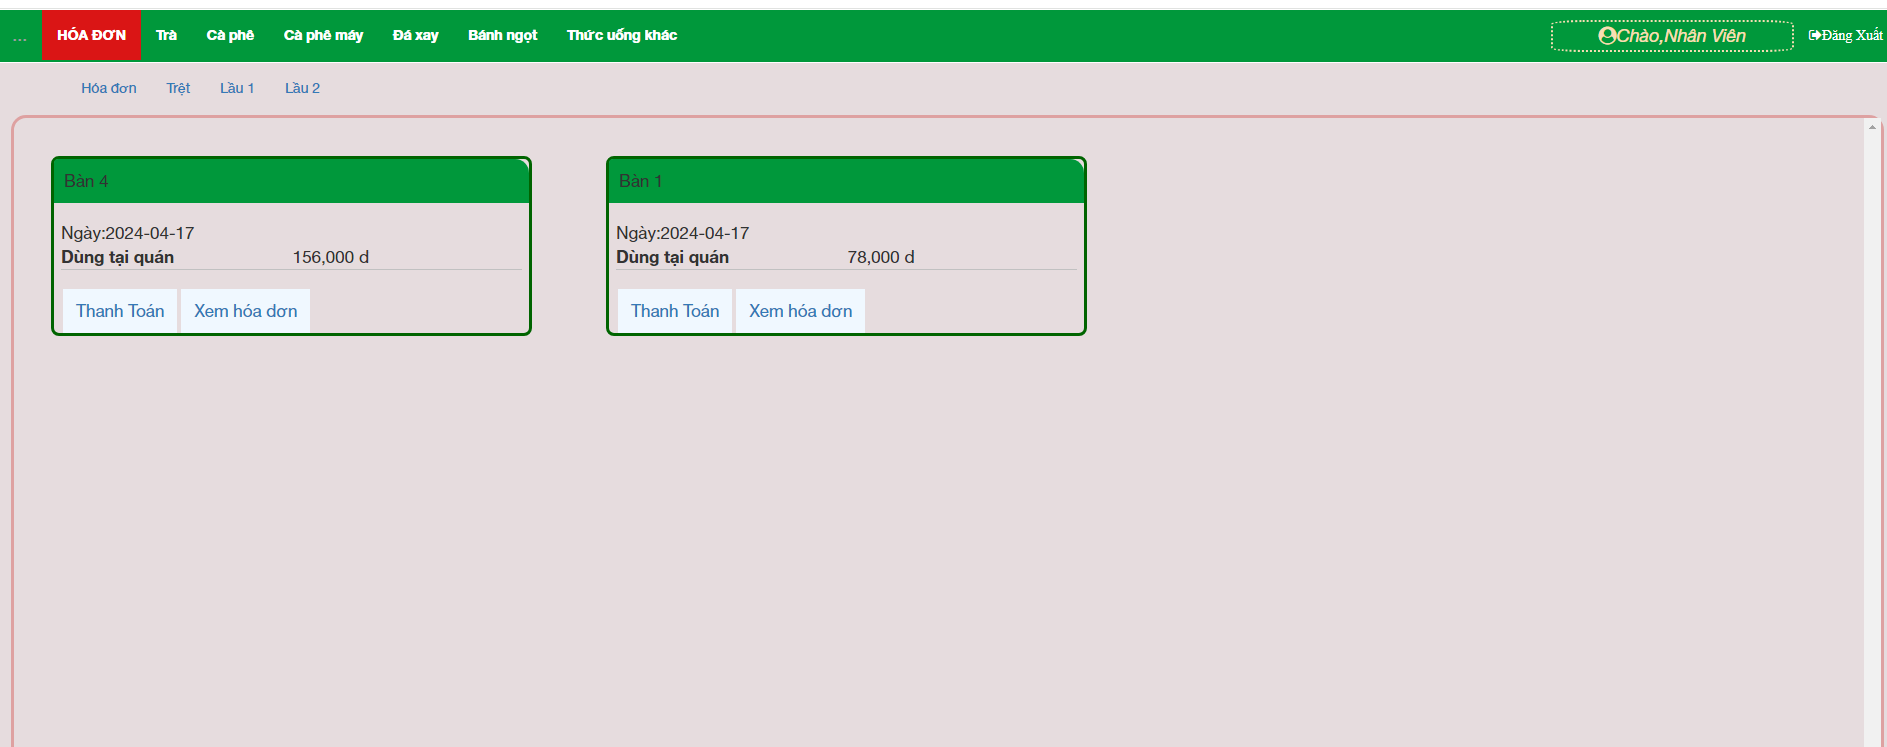 ... HÓA ĐƠN Trà Cà phê Cà phê máy Đá xay Bánh ngọt Thức uống khác Chào,Nhân Viên Đăng Xuất
Hóa đơn Trệt Lầu 1 Lầu 2
Bàn 4
Ngày:2024-04-17
Dùng tại quán 156,000 d
Thanh Toán Xem hóa dơn
Bàn 1
Ngày:2024-04-17
Dùng tại quán 78,000 d
Thanh Toán Xem hóa dơn